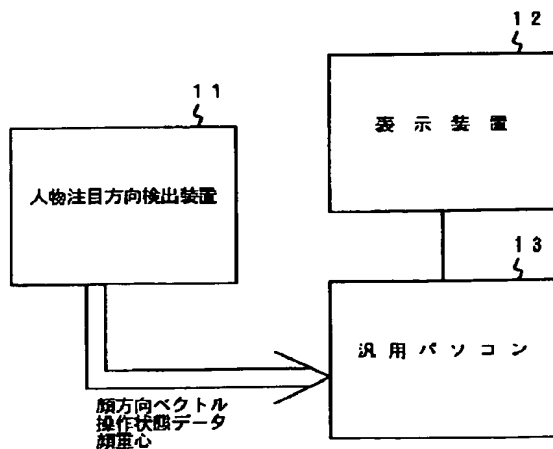 11
人物注目方向検出装置
12
表示装置
13
汎用パソコン
顔方向ベクトル
操作状態データ
顔重心